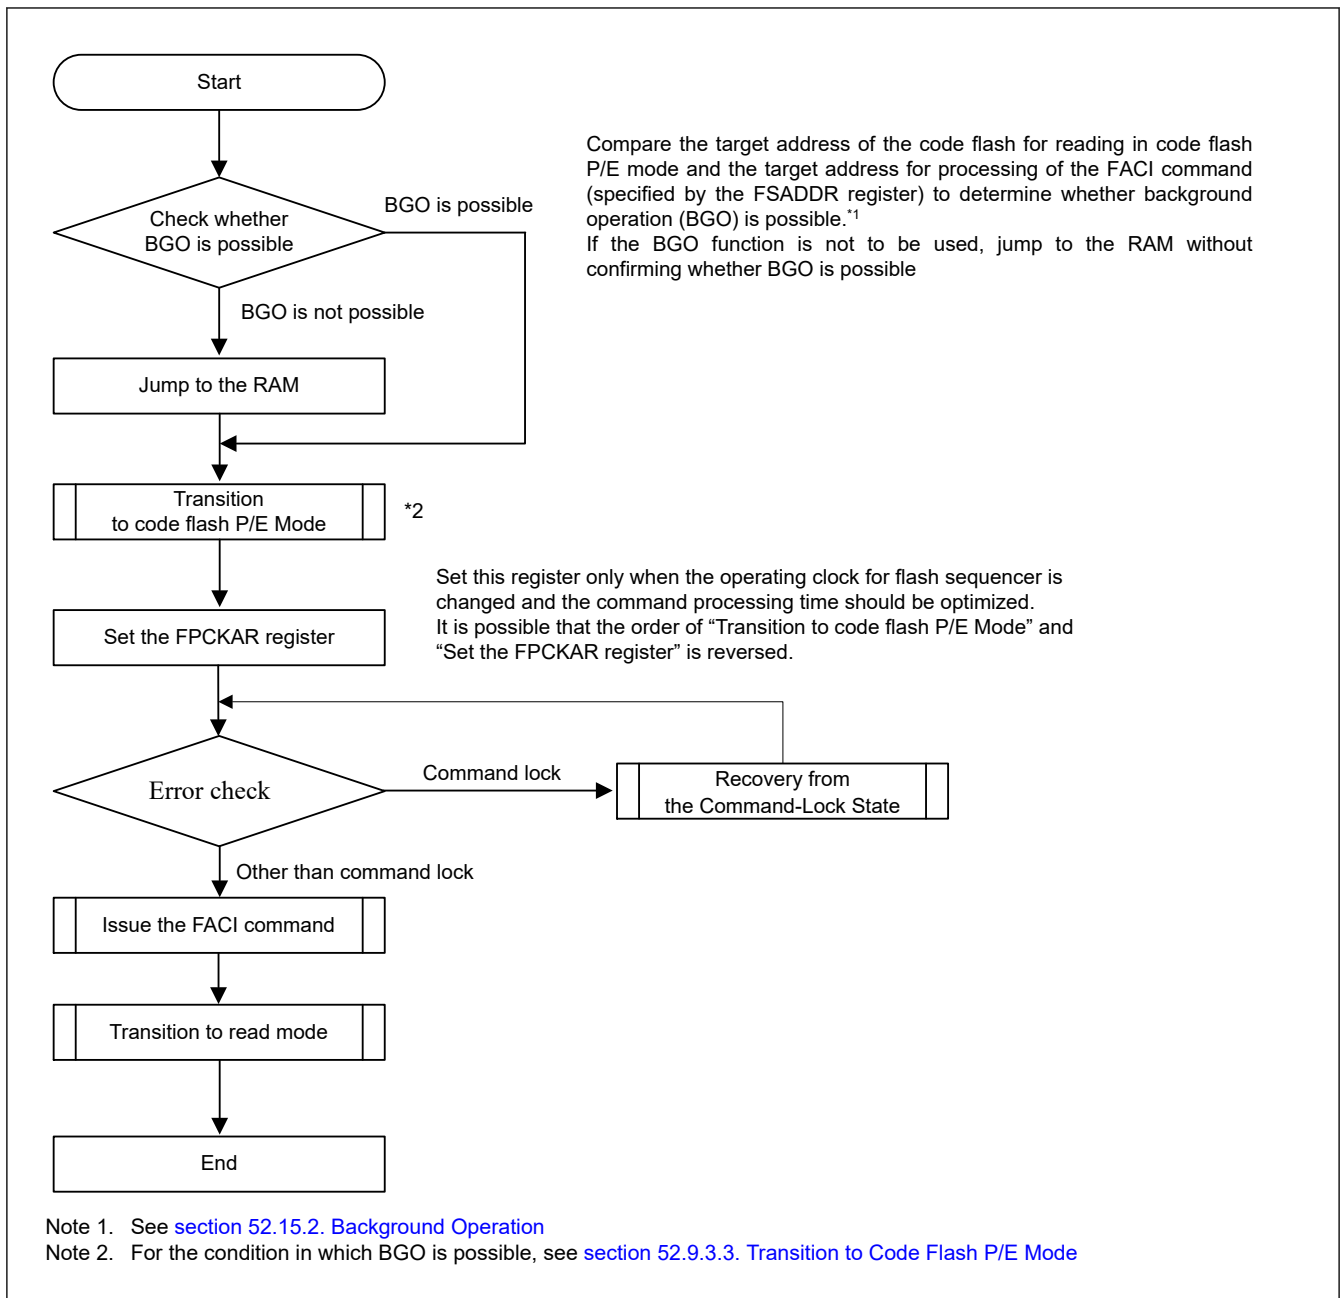 Start
Compare the target address of the code flash for reading in code flash
P/E mode and the target address for processing of the FACI command
(specified by the FSADDR register) to determine whether background
operation (BGO) is possible.*1
If the BGO function is not to be used, jump to the RAM without
confirming whether BGO is possible
Check whether
BGO is possible
BGO is possible
BGO is not possible
Jump to the RAM
Transition
to code flash P/E Mode
*2
Set this register only when the operating clock for flash sequencer is
changed and the command processing time should be optimized.
It is possible that the order of “Transition to code flash P/E Mode” and
“Set the FPCKAR register” is reversed.
Set the FPCKAR register
Error check
Command lock
Recovery from
the Command-Lock State
Other than command lock
Issue the FACI command
Transition to read mode
End
Note 1. See section 52.15.2. Background Operation
Note 2. For the condition in which BGO is possible, see section 52.9.3.3. Transition to Code Flash P/E Mode